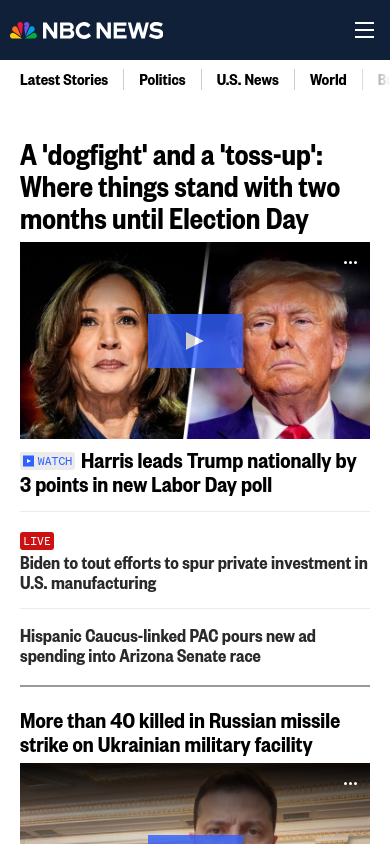 NBC NEWS
Latest Stories
Politics
U.S. News
World
A 'dogfight' and a 'toss-up':
Where things stand with two
months until Election Day
WATCH Harris leads Trump nationally by
3 points in new Labor Day poll
LIVE
Biden to tout efforts to spur private investment in
U.S. manufacturing
Hispanic Caucus-linked PAC pours new ad
spending into Arizona Senate race
More than 40 killed in Russian missile
strike on Ukrainian military facility